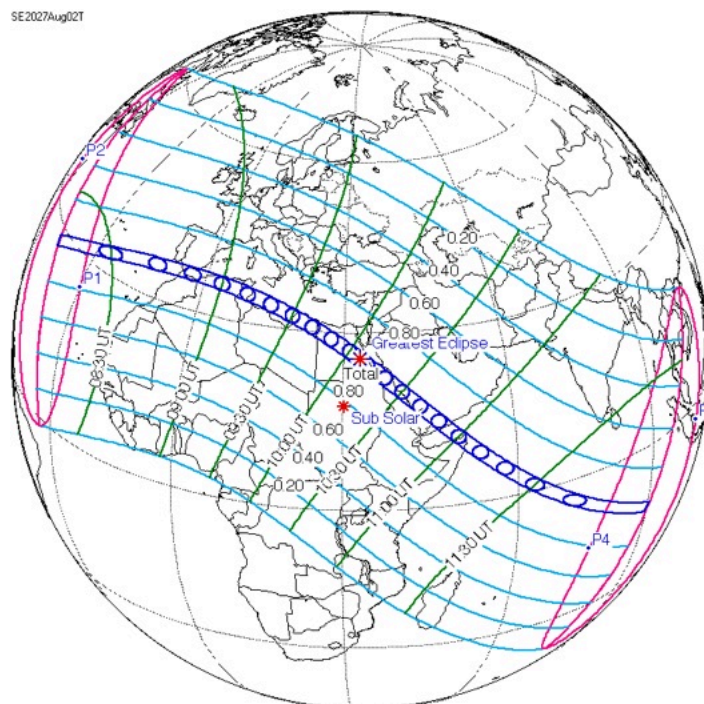 SE2027Aug02T
P2
0.20
0.40
P1
0.60
0.80
Greatest Eclipse
Total
0.80
Sub Solar
0.60
0.40
0.20
08:30 UT
09:00 UT
09:30 UT
10:00 UT
10:30 UT
11:00 UT
11:30 UT
P4